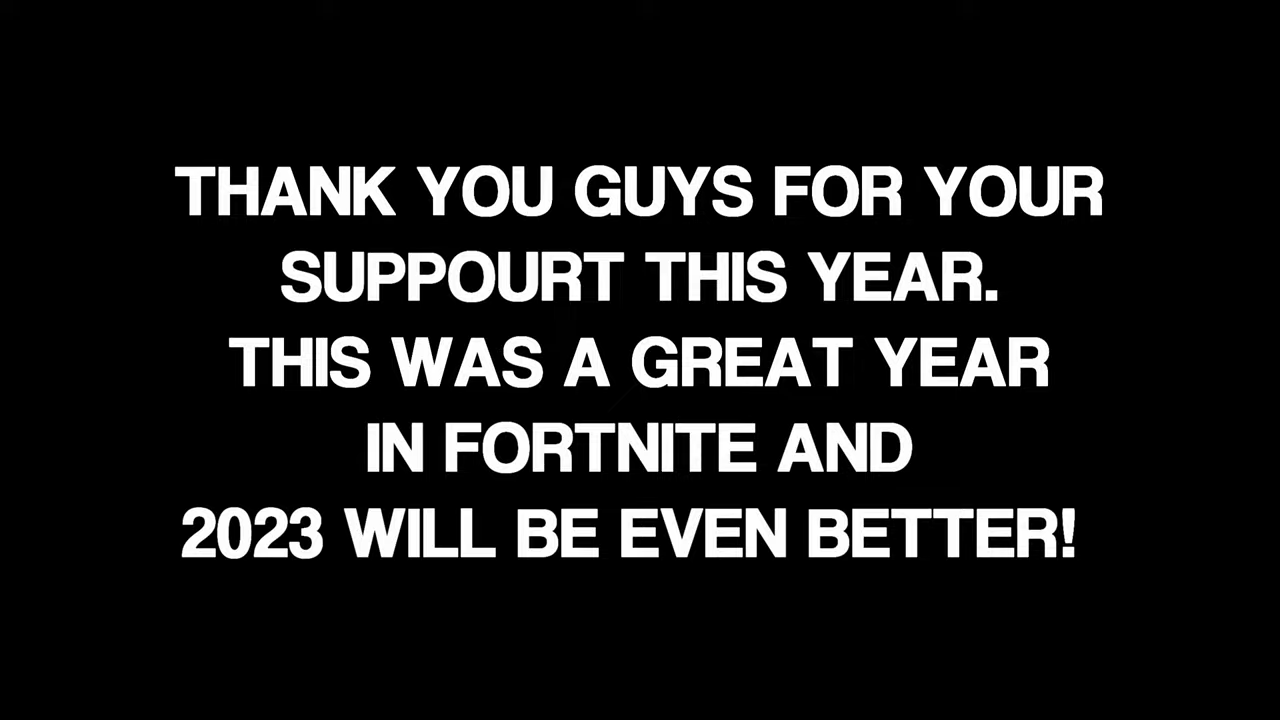 THANK YOU GUYS FOR YOUR
SUPPOURT THIS YEAR.
THIS WAS A GREAT YEAR
IN FORTNITE AND
2023 WILL BE EVEN BETTER!